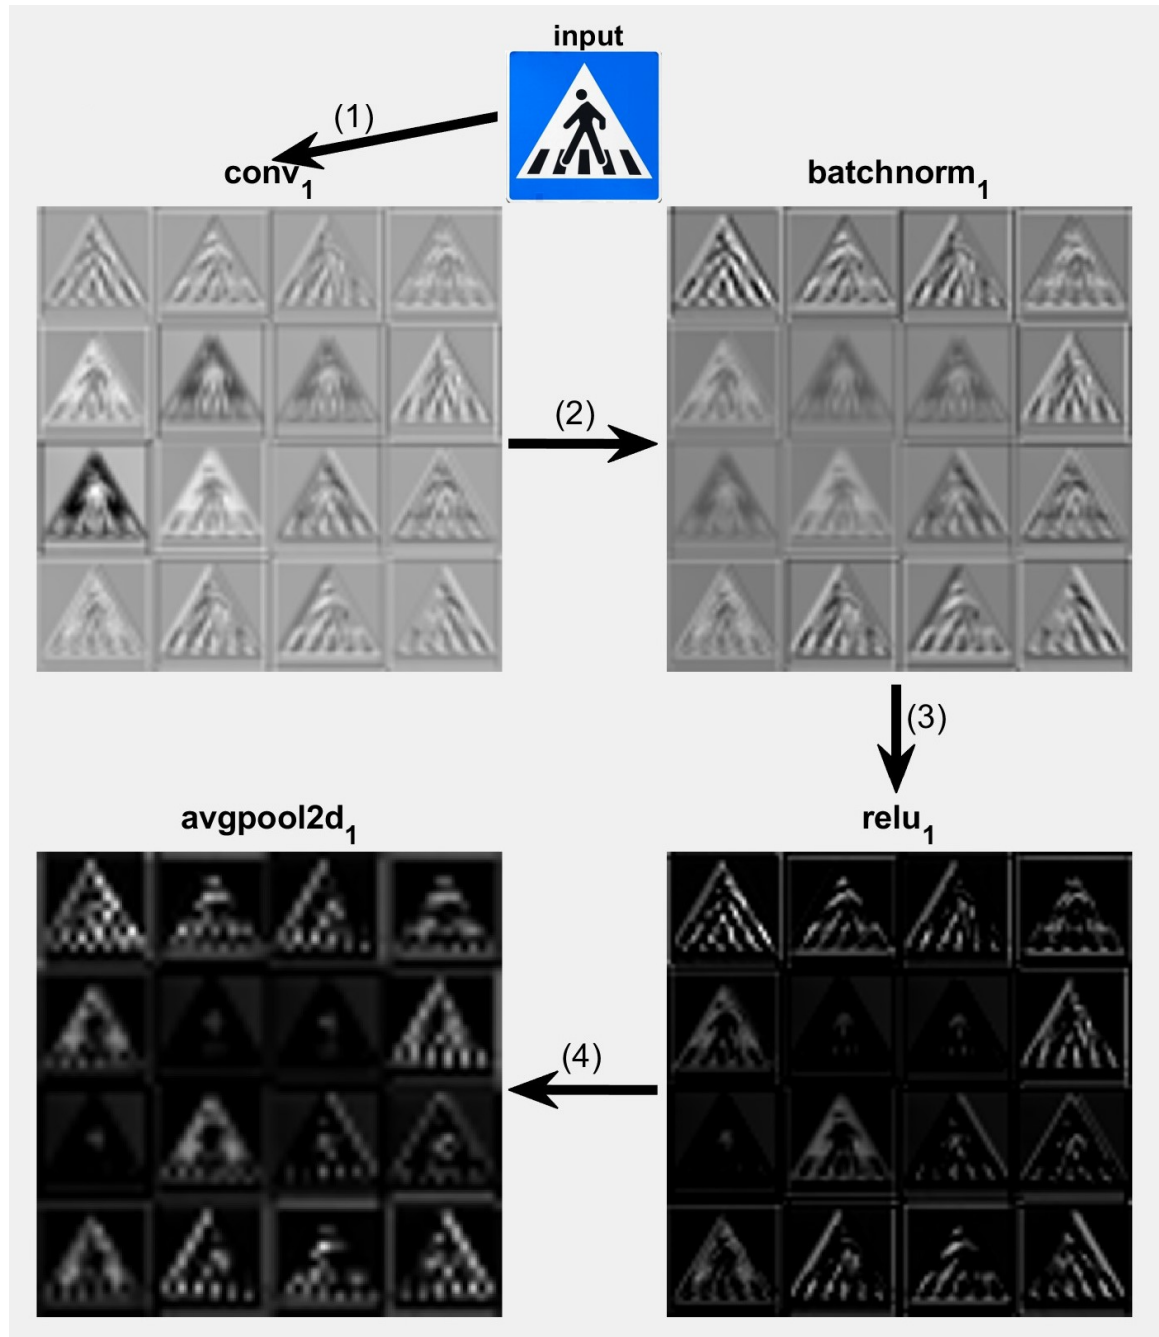 input
(1)
conv1
batchnorm1
(2)
(3)
avgpool2d1
relu1
(4)